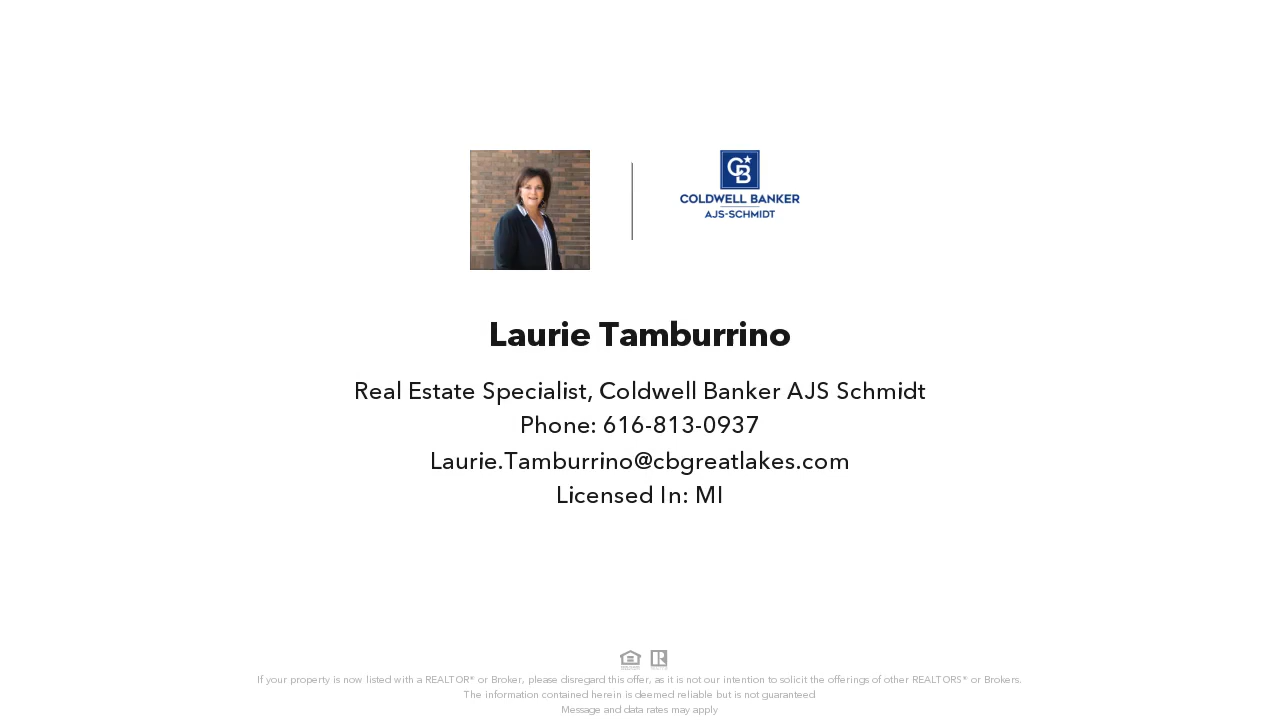 CB
COLDWELL BANKER
AJS-SCHMIDT
Laurie Tamburrino
Real Estate Specialist, Coldwell Banker AJS Schmidt
Phone: 616-813-0937
Laurie.Tamburrino@cbgreatlakes.com
Licensed In: MI
If your property is now listed with a REALTOR® or Broker, please disregard this offer, as it is not our intention to solicit the offerings of other REALTORS® or Brokers.
The information contained herein is deemed reliable but is not guaranteed
Message and data rates may apply